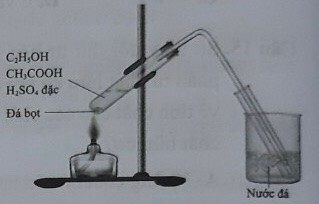 C₂H₅OH
CH₃COOH
H₂SO₄ đặc
Đá bọt
Nước đá